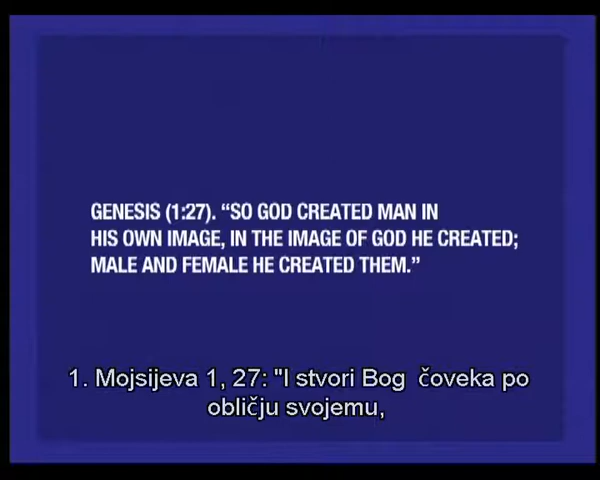 GENESIS (1:27). “SO GOD CREATED MAN IN
HIS OWN IMAGE, IN THE IMAGE OF GOD HE CREATED;
MALE AND FEMALE HE CREATED THEM.”
1. Mojsijeva 1, 27: "I stvori Bog čoveka po
obličju svojemu,